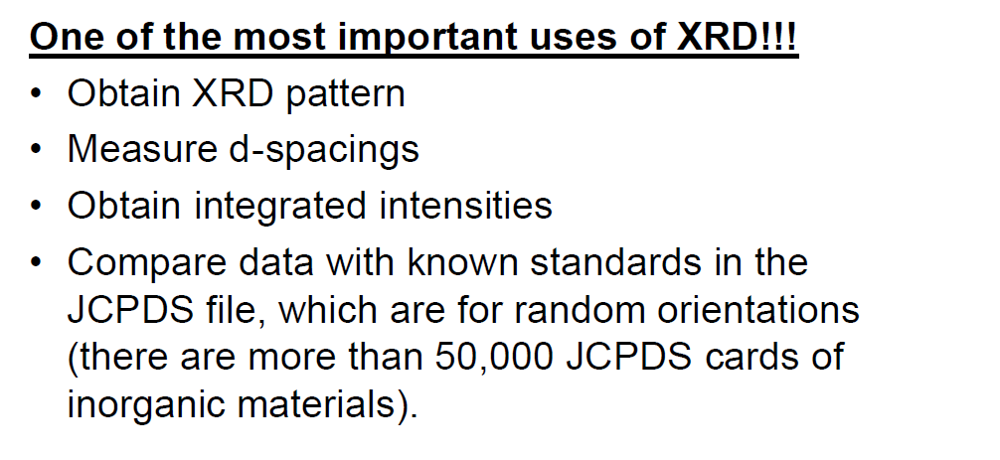 One of the most important uses of XRD!!!
• Obtain XRD pattern
• Measure d-spacings
• Obtain integrated intensities
• Compare data with known standards in the
JCPDS file, which are for random orientations
(there are more than 50,000 JCPDS cards of
inorganic materials).